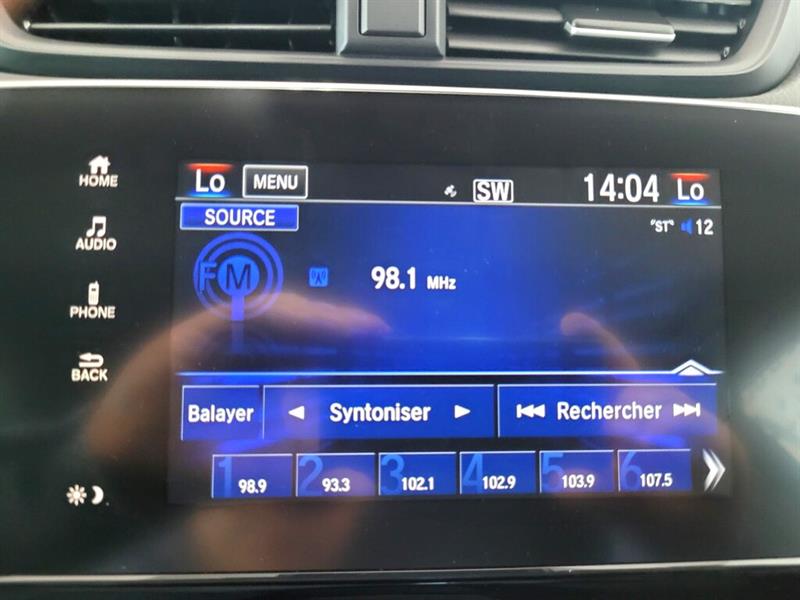 HOME
AUDIO
PHONE
BACK
Lo MENU SW 14:04 Lo
SOURCE
"ST" 12
FM 98.1 MHz
Balayer Syntoniser Rechercher
1 98.9 2 93.3 3 102.1 4 102.9 5 103.9 6 107.5